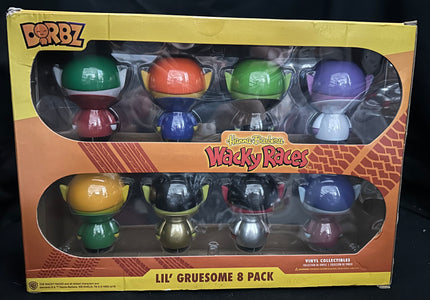 DORBZ
Hanna-Barbera
Wacky Races
VINYL COLLECTIBLES
LIL' GRUESOME 8 PACK